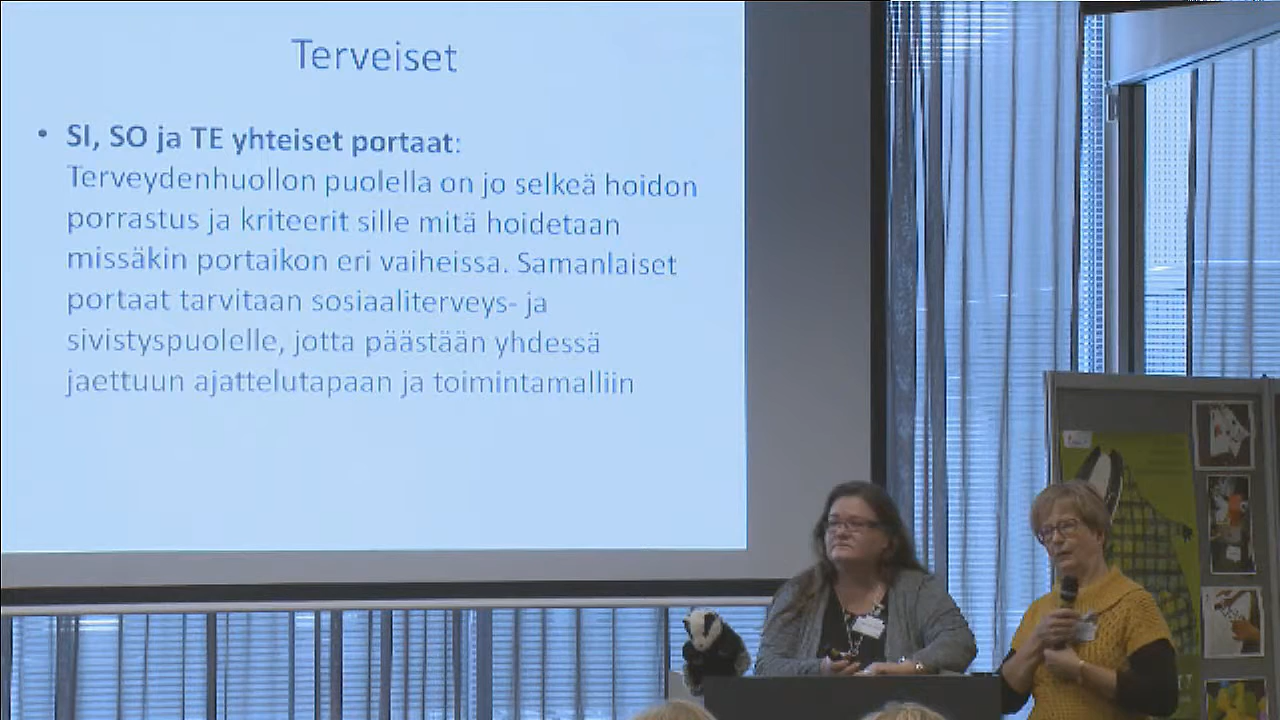 Terveiset
• SI, SO ja TE yhteiset portaat:
Terveydenhuollon puolella on jo selkeä hoidon
porrastus ja kriteerit sille mitä hoidetaan
missäkin portaikon eri vaiheissa. Samanlaiset
portaat tarvitaan sosiaaliterveys- ja
sivistyspuolelle, jotta päästään yhdessä
jaettuun ajattelutapaan ja toimintamalliin